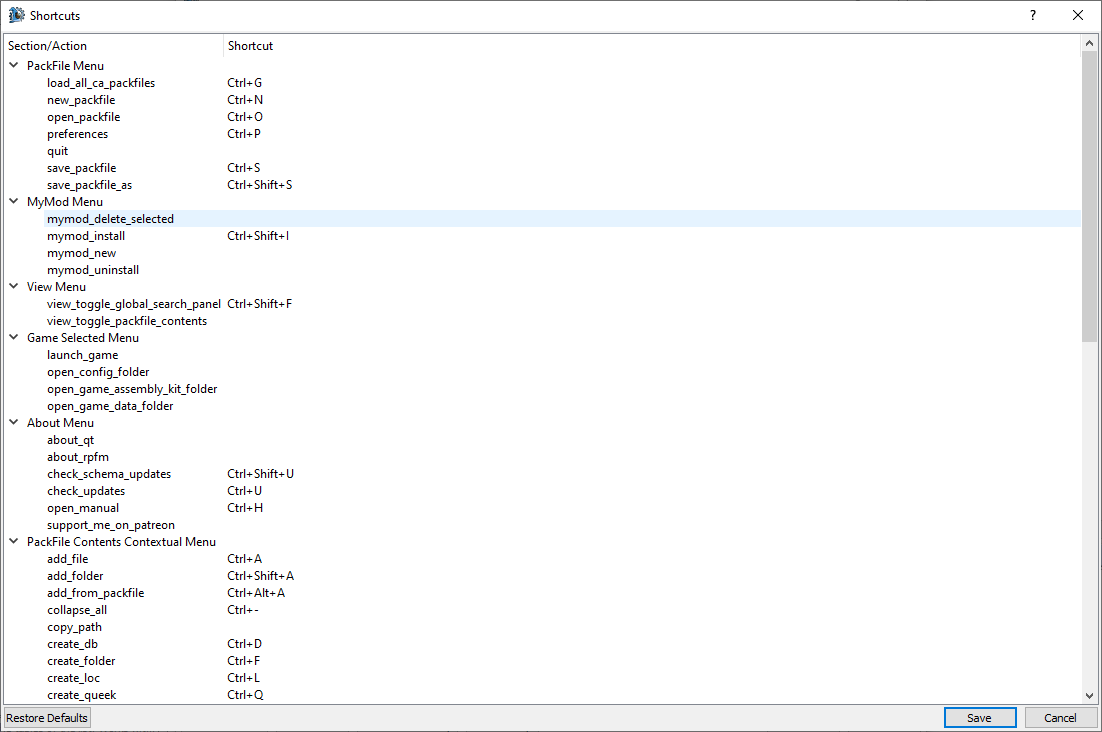 Shortcuts ?
Section/Action Shortcut
PackFile Menu
load_all_ca_packfiles Ctrl+G
new_packfile Ctrl+N
open_packfile Ctrl+O
preferences Ctrl+P
quit
save_packfile Ctrl+S
save_packfile_as Ctrl+Shift+S
MyMod Menu
mymod_delete_selected
mymod_install Ctrl+Shift+I
mymod_new
mymod_uninstall
View Menu
view_toggle_global_search_panel Ctrl+Shift+F
view_toggle_packfile_contents
Game Selected Menu
launch_game
open_config_folder
open_game_assembly_kit_folder
open_game_data_folder
About Menu
about_qt
about_rpfm
check_schema_updates Ctrl+Shift+U
check_updates Ctrl+U
open_manual Ctrl+H
support_me_on_patreon
PackFile Contents Contextual Menu
add_file Ctrl+A
add_folder Ctrl+Shift+A
add_from_packfile Ctrl+Alt+A
collapse_all Ctrl+-
copy_path
create_db Ctrl+D
create_folder Ctrl+F
create_loc Ctrl+L
create_queek Ctrl+Q
Restore Defaults Save Cancel